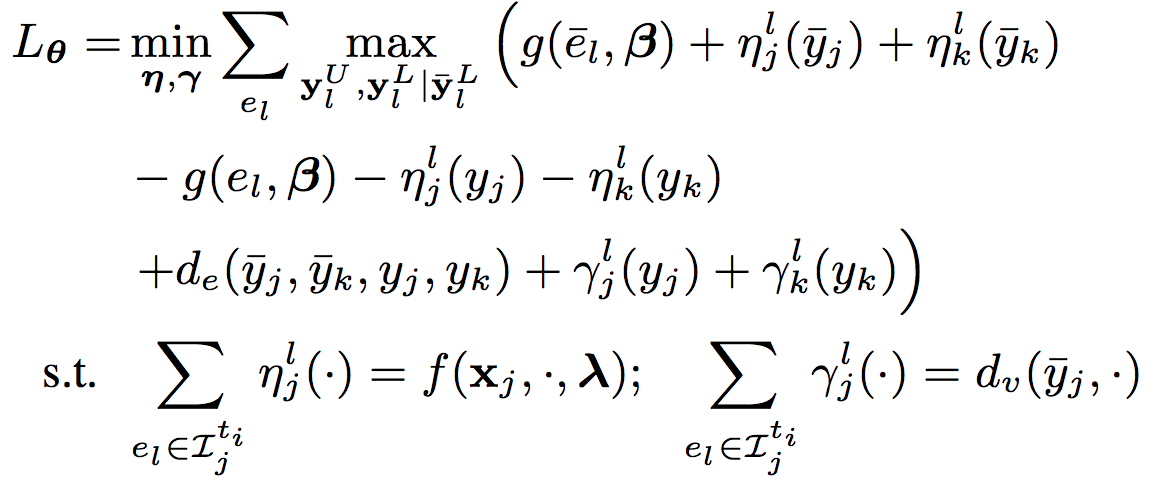 L_θ = min_{η,γ} ∑_{e_l} max_{y_l^U, y_l^L | ȳ_l^L} ( g(ē_l, β) + η_j^l(ȳ_j) + η_k^l(ȳ_k)
− g(e_l, β) − η_j^l(y_j) − η_k^l(y_k)
+ d_e(ȳ_j, ȳ_k, y_j, y_k) + γ_j^l(y_j) + γ_k^l(y_k) )
s.t. ∑_{e_l ∈ ℐ_j^{t_i}} η_j^l(·) = f(x_j, ·, λ); ∑_{e_l ∈ ℐ_j^{t_i}} γ_j^l(·) = d_v(ȳ_j, ·)